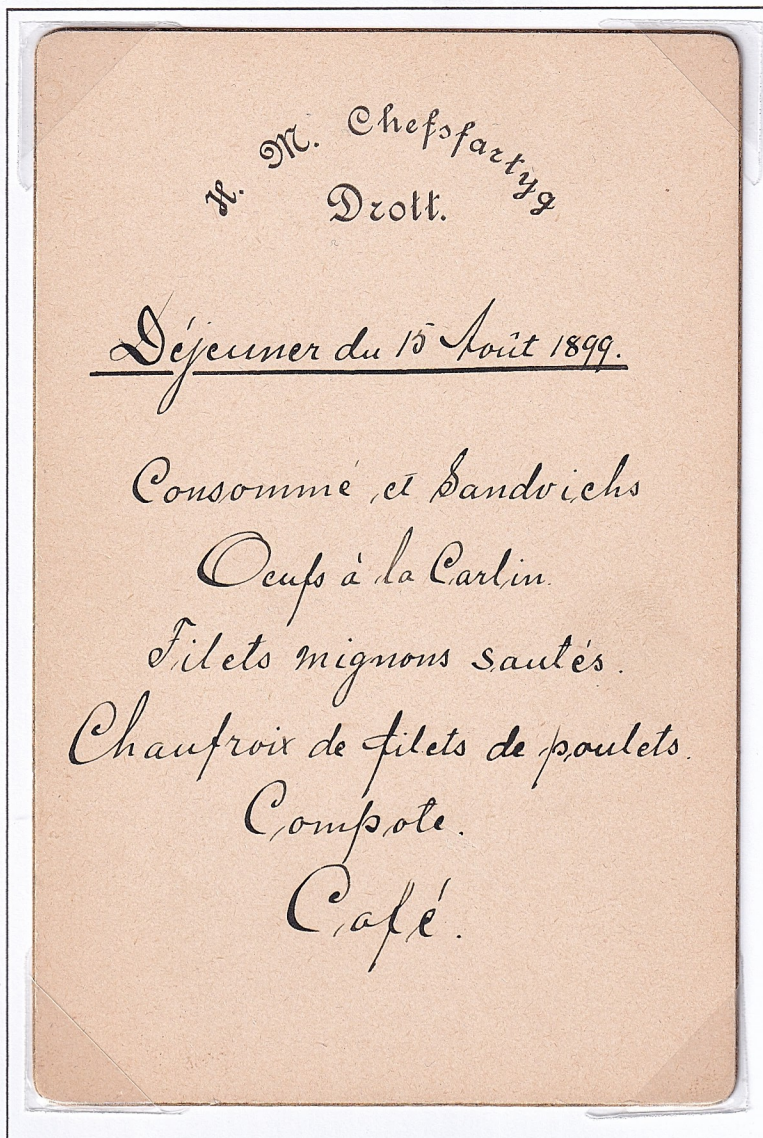 H. M. Chefsfartyg
Drott.
Déjeuner du 15 Août 1899.
Consommé et Sandvichs
Oeufs à la Carlin.
Filets mignons sautés.
Chaufroix de filets de poulets.
Compote.
Café.